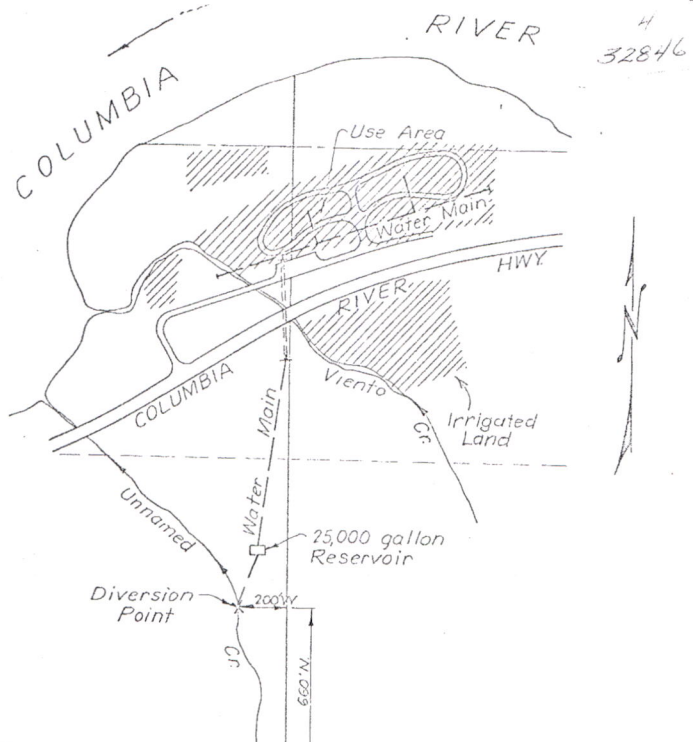 RIVER
H
32846
COLUMBIA
Use Area
Water Main
HWY.
RIVER
COLUMBIA
Viento
Cr.
Irrigated
Land
N
Main
Water
Unnamed
25,000 gallon
Reservoir
Diversion
Point
200'W
Cr.
660'N